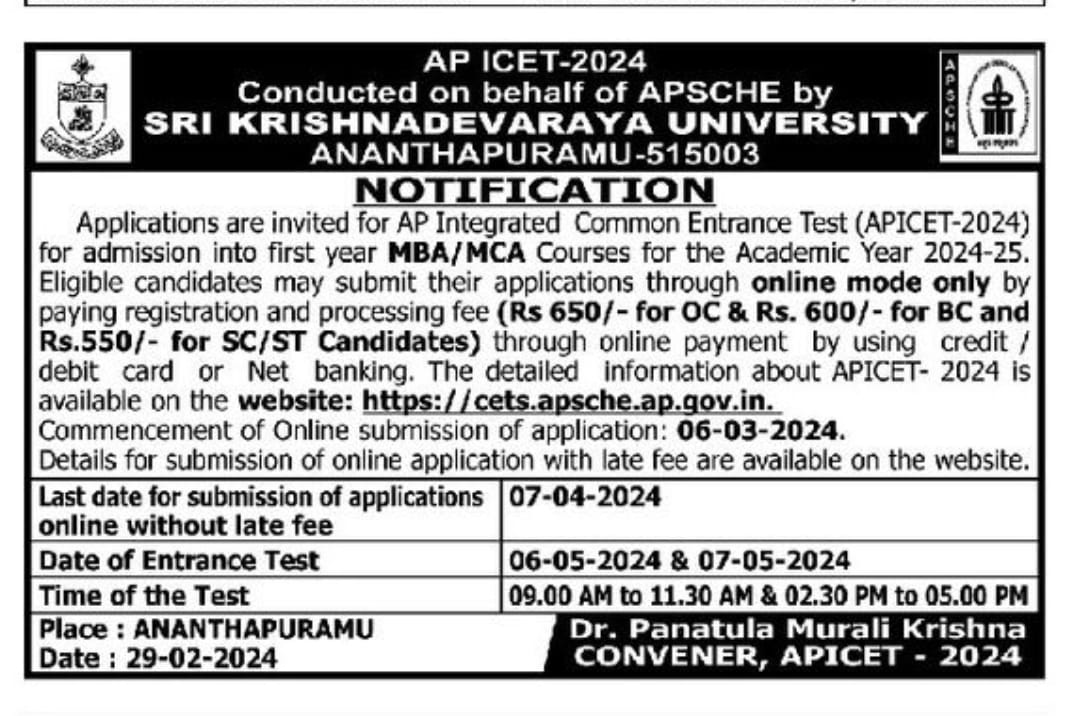 AP ICET-2024
Conducted on behalf of APSCHE by
SRI KRISHNADEVARAYA UNIVERSITY
ANANTHAPURAMU-515003
APSCHE
NOTIFICATION
Applications are invited for AP Integrated Common Entrance Test (APICET-2024)
for admission into first year MBA/MCA Courses for the Academic Year 2024-25.
Eligible candidates may submit their applications through online mode only by
paying registration and processing fee (Rs 650/- for OC & Rs. 600/- for BC and
Rs.550/- for SC/ST Candidates) through online payment by using credit /
debit card or Net banking. The detailed information about APICET- 2024 is
available on the website: https://cets.apsche.ap.gov.in.
Commencement of Online submission of application: 06-03-2024.
Details for submission of online application with late fee are available on the website.
Last date for submission of applications 07-04-2024
online without late fee
Date of Entrance Test 06-05-2024 & 07-05-2024
Time of the Test 09.00 AM to 11.30 AM & 02.30 PM to 05.00 PM
Place : ANANTHAPURAMU
Date : 29-02-2024
Dr. Panatula Murali Krishna
CONVENER, APICET - 2024